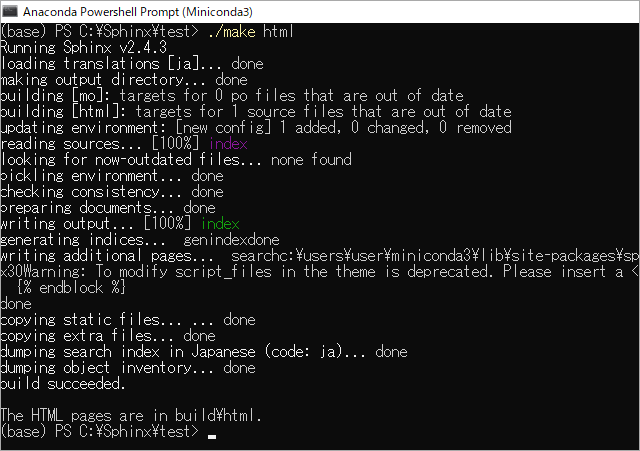 Anaconda Powershell Prompt (Miniconda3)
(base) PS C:¥Sphinx¥test> ./make html
Running Sphinx v2.4.3
loading translations [ja]... done
making output directory... done
building [mo]: targets for 0 po files that are out of date
building [html]: targets for 1 source files that are out of date
updating environment: [new config] 1 added, 0 changed, 0 removed
reading sources... [100%] index
looking for now-outdated files... none found
pickling environment... done
checking consistency... done
preparing documents... done
writing output... [100%] index
generating indices...  genindexdone
writing additional pages...  searchc:¥users¥user¥miniconda3¥lib¥site-packages¥sp
x30Warning: To modify script_files in the theme is deprecated. Please insert a <
  {% endblock %}
done
copying static files... ... done
copying extra files... done
dumping search index in Japanese (code: ja)... done
dumping object inventory... done
build succeeded.
The HTML pages are in build¥html.
(base) PS C:¥Sphinx¥test>